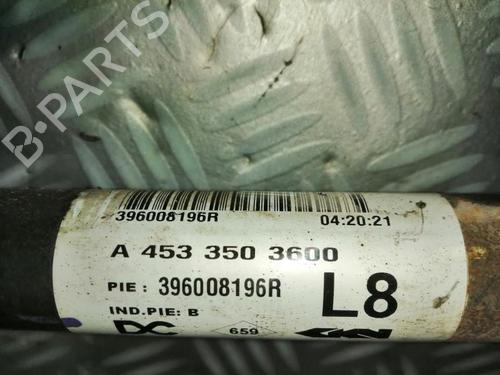 B-PARTS
396008196R 04:20:21
A 453 350 3600
PIE: 396008196R L8
IND.PIE: B
DC 659 GKN